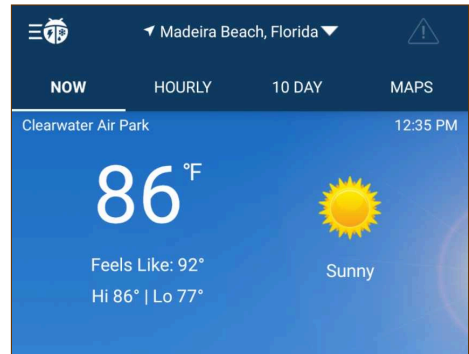 Madeira Beach, Florida
NOW HOURLY 10 DAY MAPS
Clearwater Air Park 12:35 PM
86°F
Feels Like: 92° Sunny
Hi 86° | Lo 77°